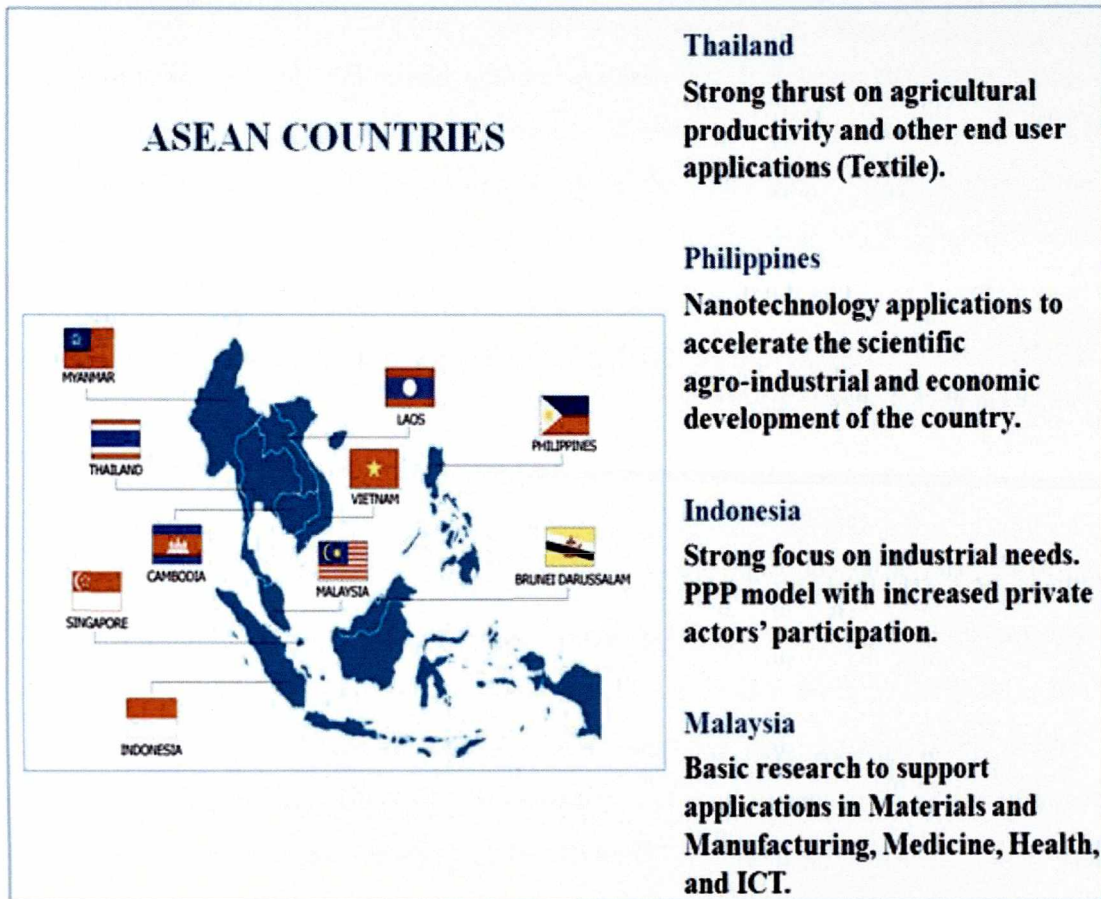 ASEAN COUNTRIES
MYANMAR
LAOS
PHILIPPINES
THAILAND
VIETNAM
CAMBODIA
MALAYSIA
BRUNEI DARUSSALAM
SINGAPORE
INDONESIA
Thailand
Strong thrust on agricultural
productivity and other end user
applications (Textile).
Philippines
Nanotechnology applications to
accelerate the scientific
agro-industrial and economic
development of the country.
Indonesia
Strong focus on industrial needs.
PPP model with increased private
actors’ participation.
Malaysia
Basic research to support
applications in Materials and
Manufacturing, Medicine, Health,
and ICT.